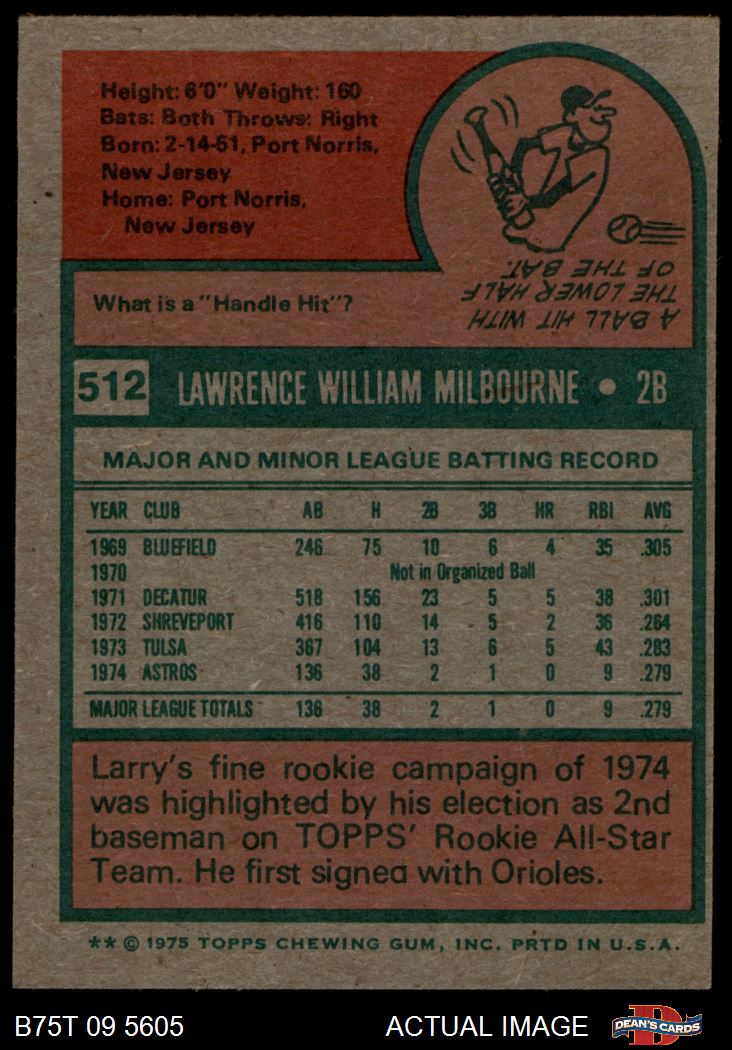 Height: 6'0" Weight: 160
Bats: Both Throws: Right
Born: 2-14-51, Port Norris,
New Jersey
Home: Port Norris,
New Jersey
What is a "Handle Hit"?
A BALL HIT WITH
THE LOWER HALF
OF THE BAT.
512 LAWRENCE WILLIAM MILBOURNE • 2B
MAJOR AND MINOR LEAGUE BATTING RECORD
YEAR CLUB AB H 2B 3B HR RBI AVG
1969 BLUEFIELD 246 75 10 6 4 35 .305
1970 Not in Organized Ball
1971 DECATUR 518 156 23 5 5 38 .301
1972 SHREVEPORT 416 110 14 5 2 36 .264
1973 TULSA 367 104 13 6 5 43 .283
1974 ASTROS 136 38 2 1 0 9 .279
MAJOR LEAGUE TOTALS 136 38 2 1 0 9 .279
Larry's fine rookie campaign of 1974
was highlighted by his election as 2nd
baseman on TOPPS' Rookie All-Star
Team. He first signed with Orioles.
** © 1975 TOPPS CHEWING GUM, INC. PRTD IN U.S.A.
B75T 09 5605 ACTUAL IMAGE D DEAN'S CARDS